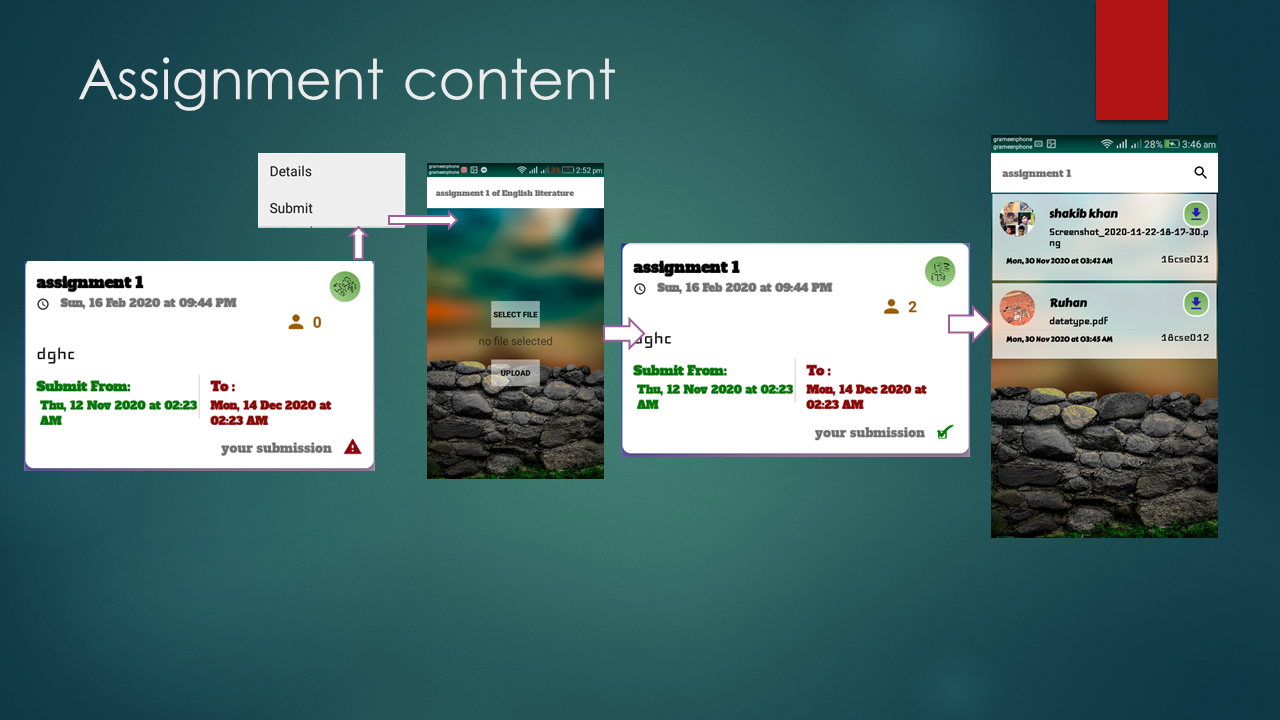 Assignment content
Details
Submit
assignment 1
Sun, 16 Feb 2020 at 09:44 PM
0
dghc
Submit From:
Thu, 12 Nov 2020 at 02:23
AM
To :
Mon, 14 Dec 2020 at
02:23 AM
your submission
grameenphone
grameenphone
2:52 pm
assignment 1 of English literature
SELECT FILE
no file selected
UPLOAD
assignment 1
Sun, 16 Feb 2020 at 09:44 PM
2
dghc
Submit From:
Thu, 12 Nov 2020 at 02:23
AM
To :
Mon, 14 Dec 2020 at
02:23 AM
your submission
grameenphone
grameenphone
28% 3:46 am
assignment 1
shakib khan
Screenshot_2020-11-22-16-17-30.p
ng
Mon, 30 Nov 2020 at 03:42 AM
16cse031
Ruhan
datatype.pdf
Mon, 30 Nov 2020 at 03:45 AM
18cse012